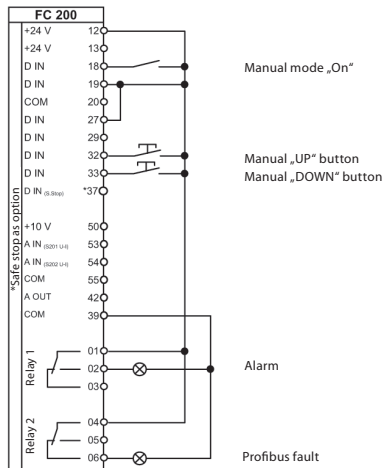 FC 200
+24 V 12
+24 V 13
D IN 18 Manual mode „On“
D IN 19
COM 20
D IN 27
D IN 29
D IN 32 Manual „UP“ button
D IN 33 Manual „DOWN“ button
D IN (S.Stop) *37
*Safe stop as option
+10 V 50
A IN (S201 U-I) 53
A IN (S202 U-I) 54
COM 55
A OUT 42
COM 39
Relay 1
01
02 Alarm
03
Relay 2
04
05
06 Profibus fault